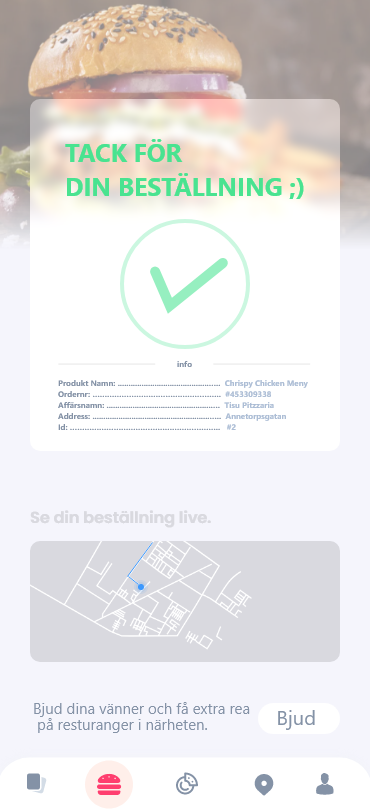 TACK FÖR
DIN BESTÄLLNING ;)
info
Produkt Namn: ............................................. Chrispy Chicken Meny
Ordernr: ................................................... #453309338
Affärsnamn: ................................................ Tisu Pitzzaria
Address: ................................................... Annetorpsgatan
Id: ........................................................ #2
Se din beställning live.
Bjud dina vänner och få extra rea
på resturanger i närheten.
Bjud